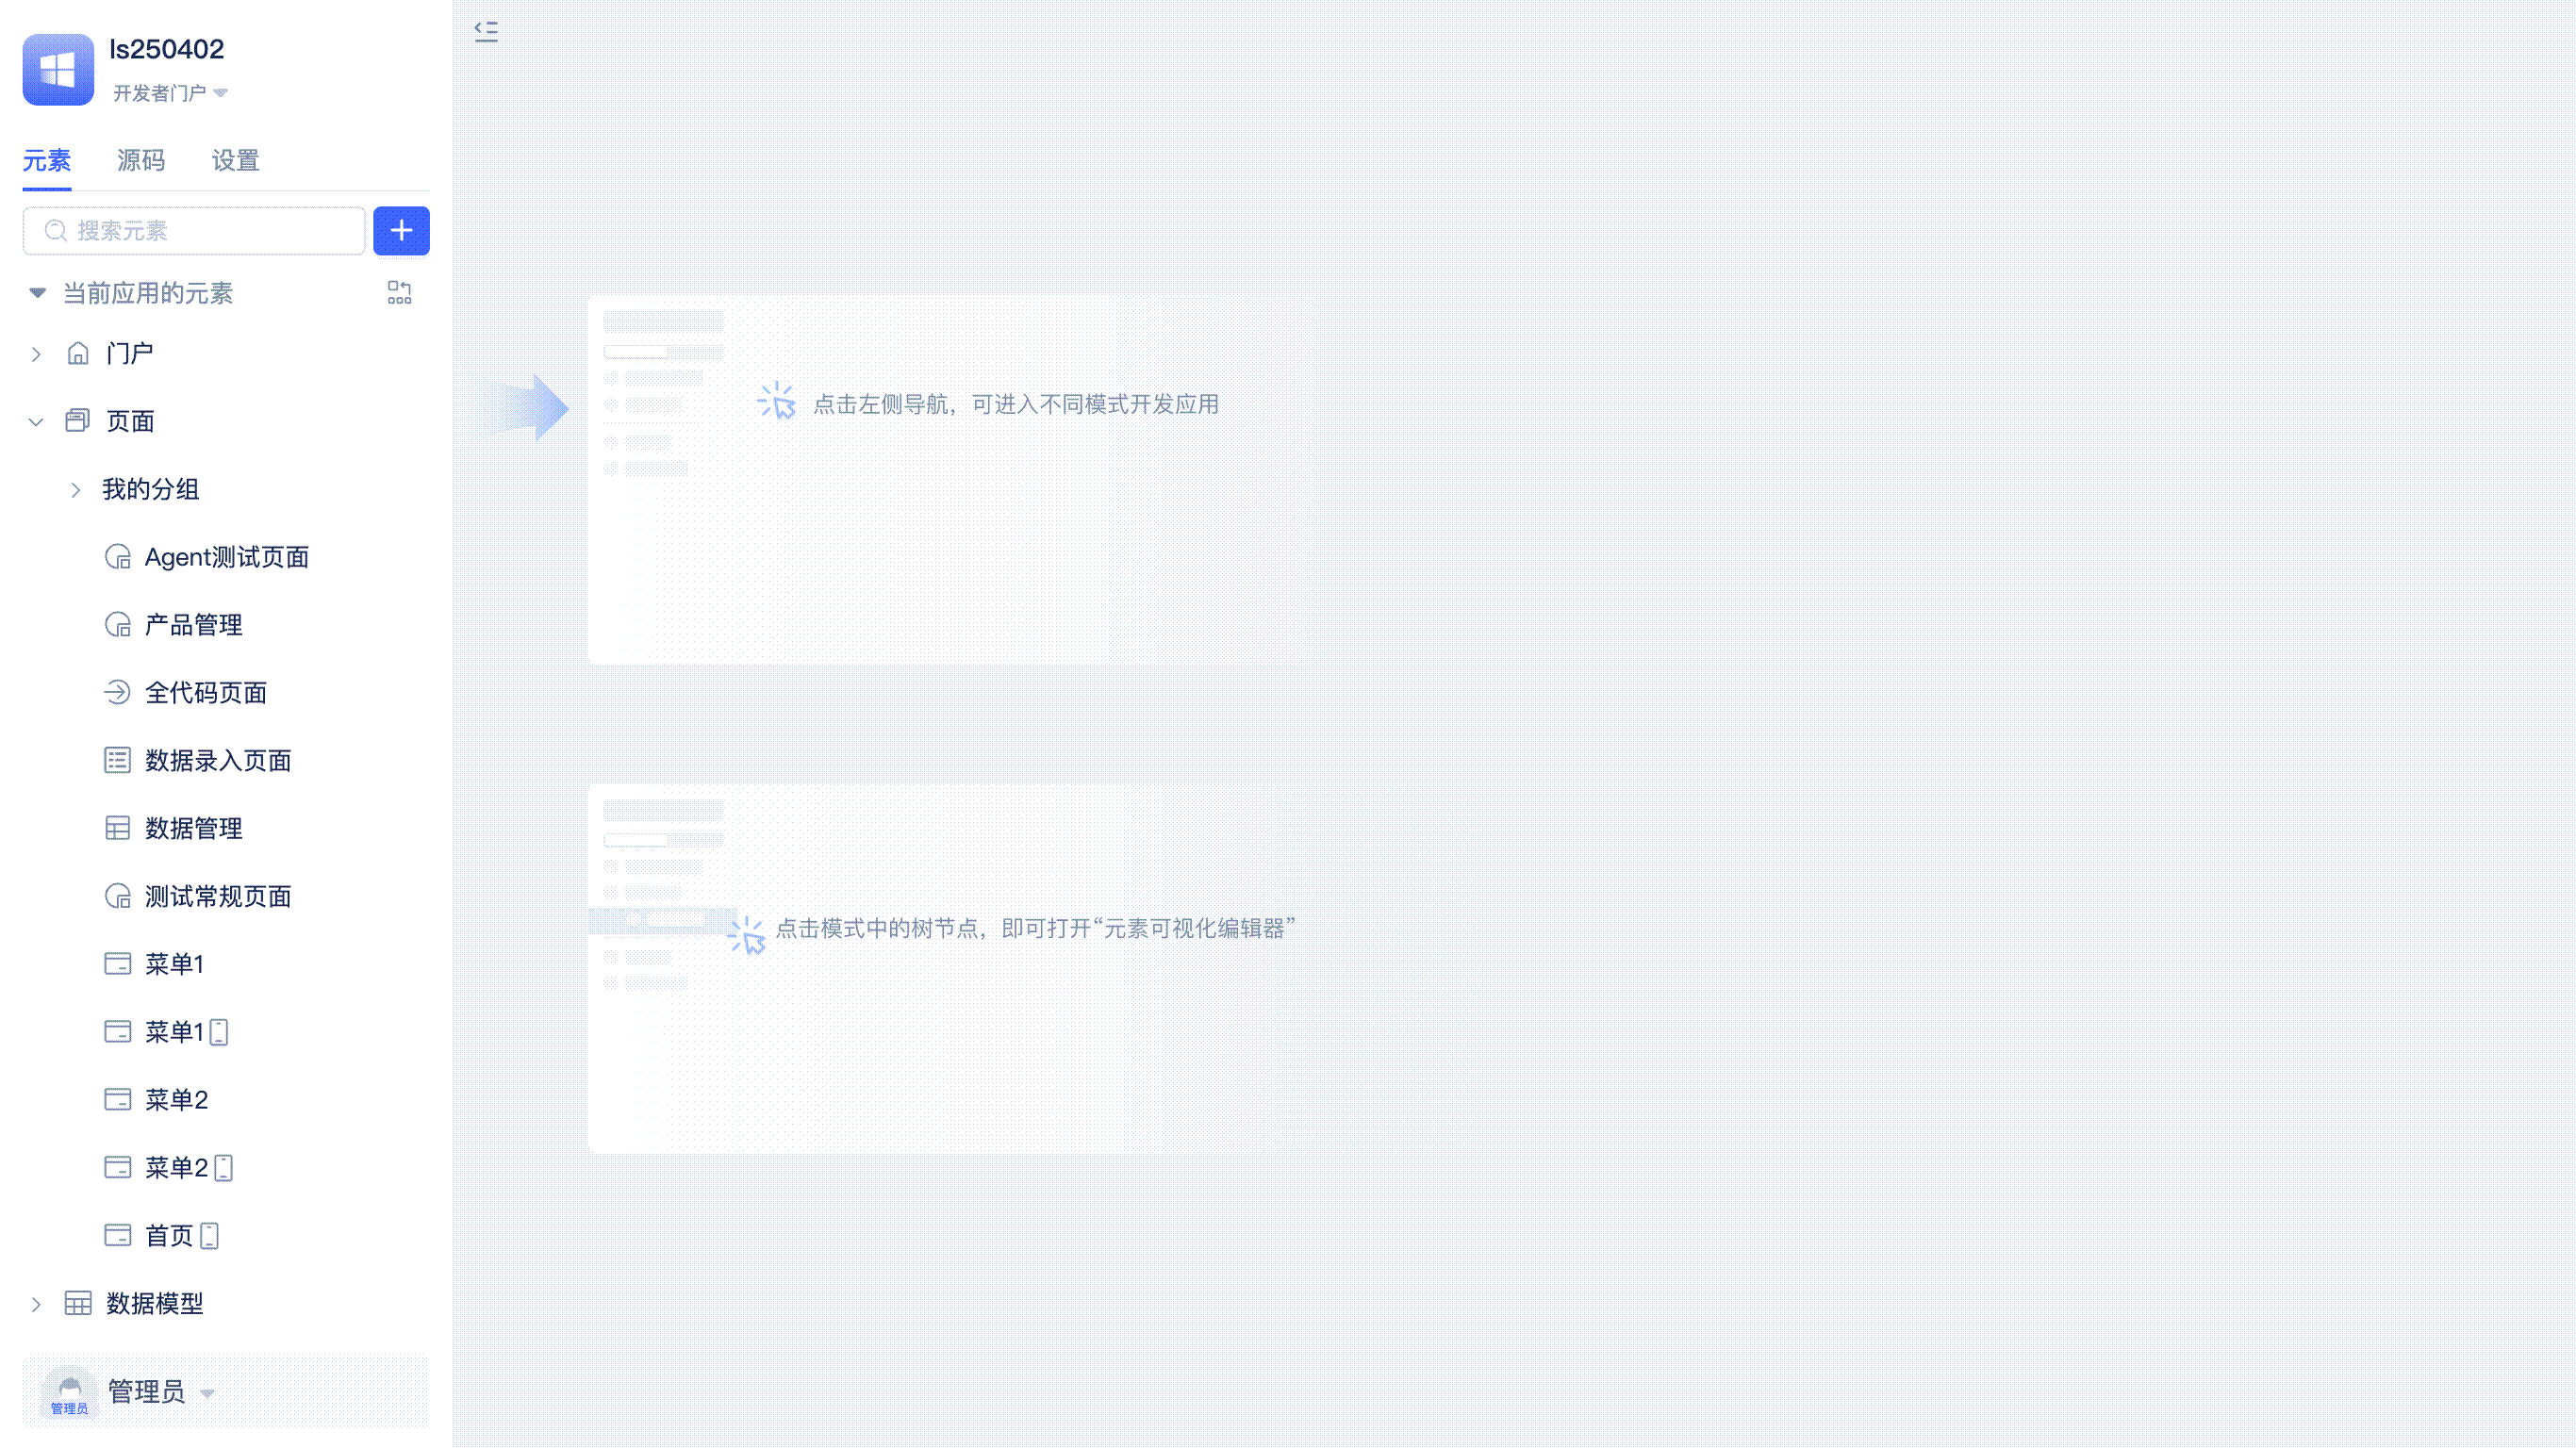 ls250402
开发者门户
元素 源码 设置
搜索元素
当前应用的元素
门户
页面
我的分组
Agent测试页面
产品管理
全代码页面
数据录入页面
数据管理
测试常规页面
菜单1
菜单1
菜单2
菜单2
首页
数据模型
管理员
管理员
点击左侧导航，可进入不同模式开发应用
点击模式中的树节点，即可打开“元素可视化编辑器”